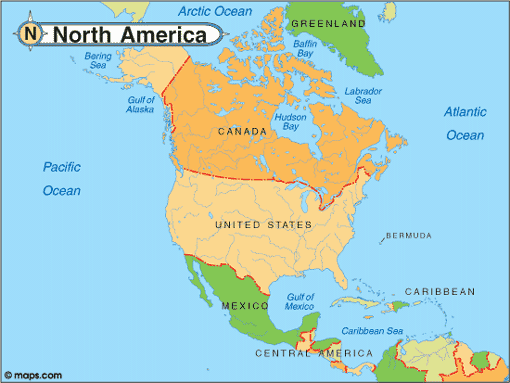 Arctic Ocean
GREENLAND
N
North America
Baffin
Bay
Bering
Sea
Labrador
Sea
Gulf of
Alaska
Hudson
Bay
Atlantic
Ocean
CANADA
Pacific
Ocean
UNITED STATES
BERMUDA
CARIBBEAN
Gulf of
Mexico
MEXICO
Caribbean Sea
CENTRAL AMERICA
© maps.com